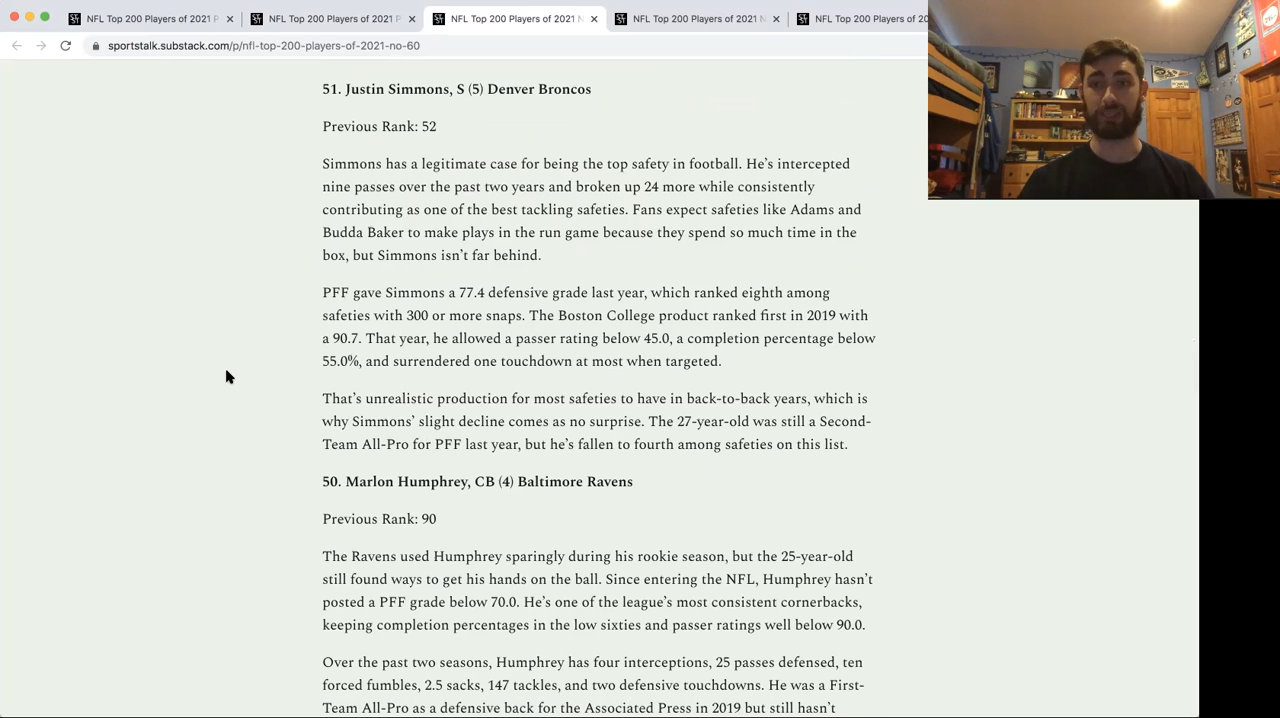 NFL Top 200 Players of 2021 P
NFL Top 200 Players of 2021 P
NFL Top 200 Players of 2021 N
NFL Top 200 Players of 2021 N
NFL Top 200 Players of 20
sportstalk.substack.com/p/nfl-top-200-players-of-2021-no-60
51. Justin Simmons, S (5) Denver Broncos
Previous Rank: 52
Simmons has a legitimate case for being the top safety in football. He’s intercepted
nine passes over the past two years and broken up 24 more while consistently
contributing as one of the best tackling safeties. Fans expect safeties like Adams and
Budda Baker to make plays in the run game because they spend so much time in the
box, but Simmons isn’t far behind.
PFF gave Simmons a 77.4 defensive grade last year, which ranked eighth among
safeties with 300 or more snaps. The Boston College product ranked first in 2019 with
a 90.7. That year, he allowed a passer rating below 45.0, a completion percentage below
55.0%, and surrendered one touchdown at most when targeted.
That’s unrealistic production for most safeties to have in back-to-back years, which is
why Simmons’ slight decline comes as no surprise. The 27-year-old was still a Second-
Team All-Pro for PFF last year, but he’s fallen to fourth among safeties on this list.
50. Marlon Humphrey, CB (4) Baltimore Ravens
Previous Rank: 90
The Ravens used Humphrey sparingly during his rookie season, but the 25-year-old
still found ways to get his hands on the ball. Since entering the NFL, Humphrey hasn’t
posted a PFF grade below 70.0. He’s one of the league’s most consistent cornerbacks,
keeping completion percentages in the low sixties and passer ratings well below 90.0.
Over the past two seasons, Humphrey has four interceptions, 25 passes defensed, ten
forced fumbles, 2.5 sacks, 147 tackles, and two defensive touchdowns. He was a First-
Team All-Pro as a defensive back for the Associated Press in 2019 but still hasn’t